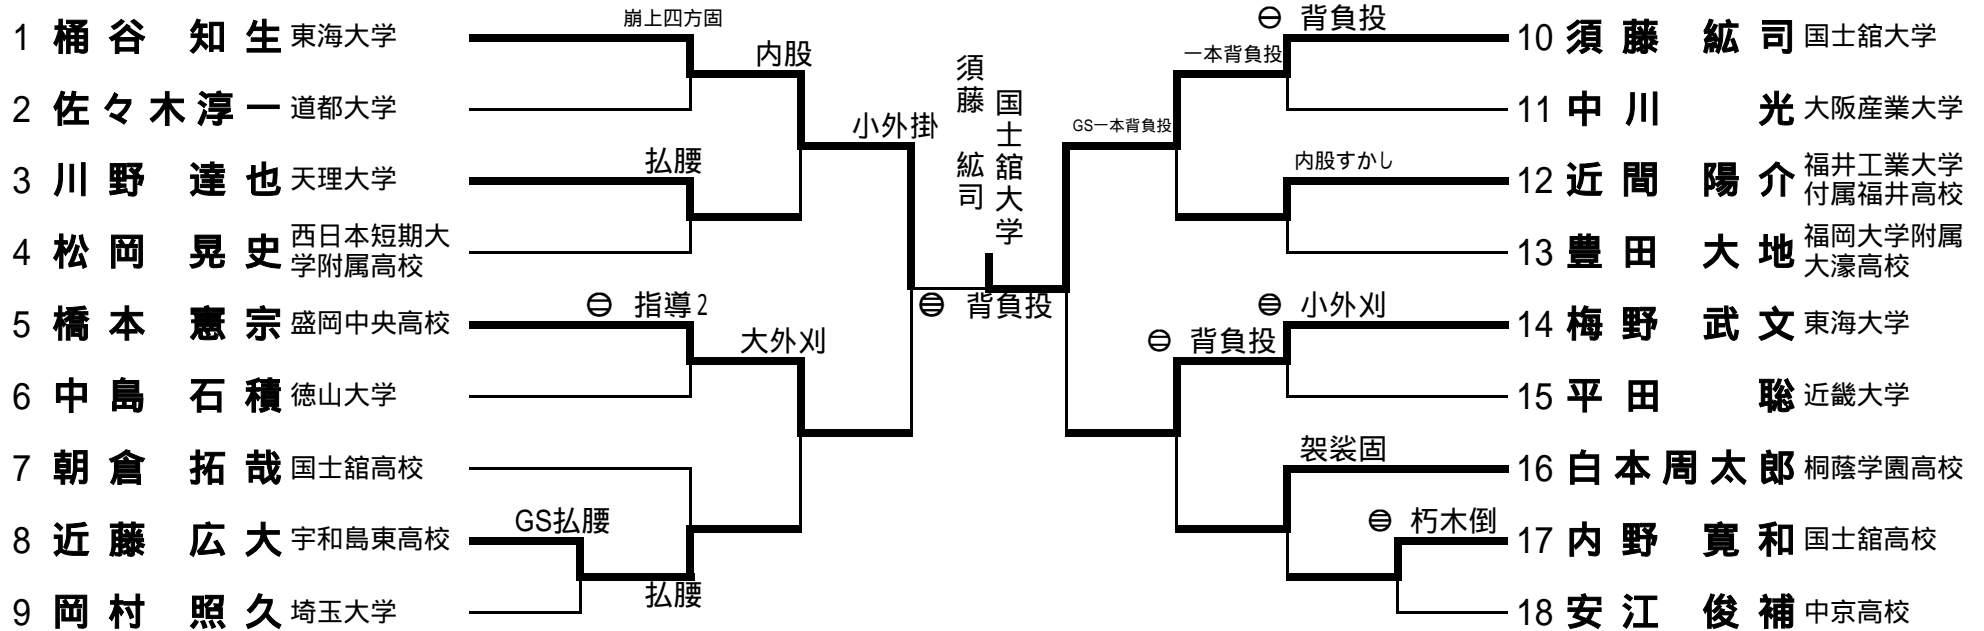 1 桶谷 知生 東海大学
2 佐々木淳一 道都大学
3 川野 達也 天理大学
4 松岡 晃史 西日本短期大
学附属高校
5 橋本 憲宗 盛岡中央高校
6 中島 石積 徳山大学
7 朝倉 拓哉 国士舘高校
8 近藤 広大 宇和島東高校
9 岡村 照久 埼玉大学
崩上四方固
内股
払腰
小外掛
指導2
大外刈
GS払腰
払腰
須藤 紘司
国士舘大学
背負投
背負投
一本背負投
GS一本背負投
内股すかし
小外刈
背負投
袈裟固
朽木倒
10 須藤 紘司 国士舘大学
11 中川 光 大阪産業大学
12 近間 陽介 福井工業大学
付属福井高校
13 豊田 大地 福岡大学附属
大濠高校
14 梅野 武文 東海大学
15 平田 聡 近畿大学
16 白本周太郎 桐蔭学園高校
17 内野 寛和 国士舘高校
18 安江 俊補 中京高校